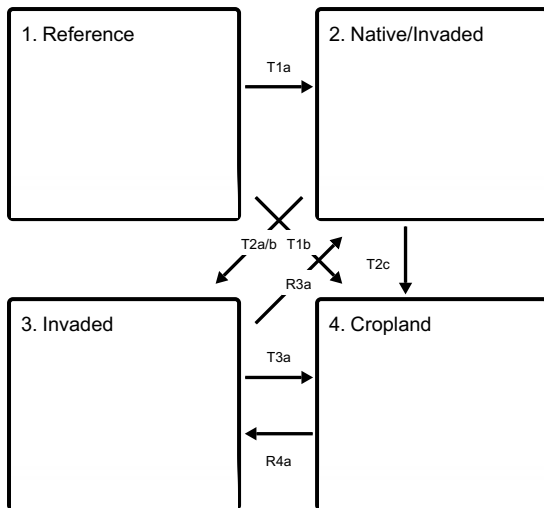 1. Reference
2. Native/Invaded
T1a
T2a/b
T1b
T2c
R3a
3. Invaded
4. Cropland
T3a
R4a